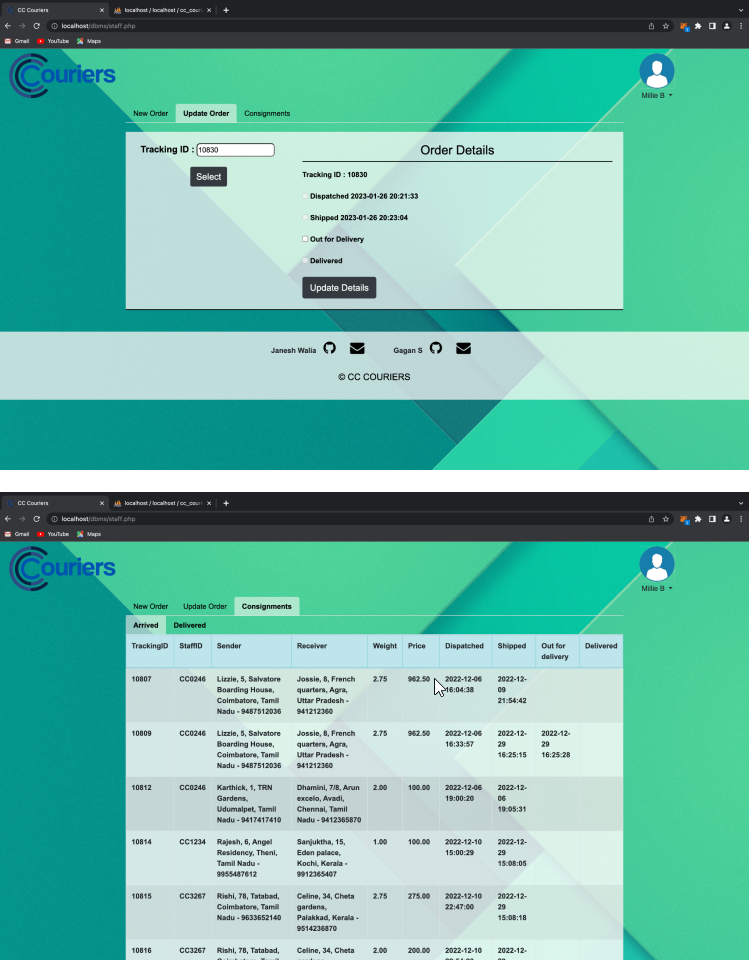 CC Couriers
localhost / localhost / cc_couri
localhost/dbms/staff.php
Gmail YouTube Maps
Couriers
Millie B
New Order Update Order Consignments
Tracking ID : 10830
Select
Order Details
Tracking ID : 10830
Dispatched 2023-01-26 20:21:33
Shipped 2023-01-26 20:23:04
Out for Delivery
Delivered
Update Details
Janesh Walia Gagan S
© CC COURIERS
CC Couriers
localhost / localhost / cc_couri
localhost/dbms/staff.php
Gmail YouTube Maps
Couriers
Millie B
New Order Update Order Consignments
Arrived Delivered
TrackingID StaffID Sender Receiver Weight Price Dispatched Shipped Out for Delivered
delivery
10807 CC0246 Lizzie, 5, Salvatore Jossie, 8, French 2.75 962.50 2022-12-06 2022-12-
Boarding House, quarters, Agra, 16:04:38 09
Coimbatore, Tamil Uttar Pradesh - 21:54:42
Nadu - 9487512036 941212360
10809 CC0246 Lizzie, 5, Salvatore Jossie, 8, French 2.75 962.50 2022-12-06 2022-12- 2022-12-
Boarding House, quarters, Agra, 16:33:57 29 29
Coimbatore, Tamil Uttar Pradesh - 16:25:15 16:25:28
Nadu - 9487512036 941212360
10812 CC0246 Karthick, 1, TRN Dhamini, 7/8, Arun 2.00 100.00 2022-12-06 2022-12-
Gardens, excelo, Avadi, 19:00:20 06
Udumalpet, Tamil Chennai, Tamil 19:05:31
Nadu - 9417417410 Nadu - 9412365870
10814 CC1234 Rajesh, 6, Angel Sanjuktha, 15, 1.00 100.00 2022-12-10 2022-12-
Residency, Theni, Eden palace, 15:00:29 29
Tamil Nadu - Kochi, Kerala - 15:08:05
9955487612 9912365407
10815 CC3267 Rishi, 78, Tatabad, Celine, 34, Cheta 2.75 275.00 2022-12-10 2022-12-
Coimbatore, Tamil gardens, 22:47:00 29
Nadu - 9633652140 Palakkad, Kerala - 15:08:18
9514236870
10816 CC3267 Rishi, 78, Tatabad, Celine, 34, Cheta 2.00 200.00 2022-12-10 2022-12-